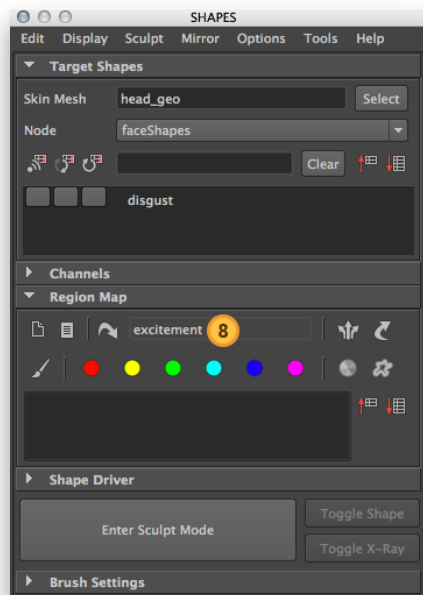 SHAPES
Edit Display Sculpt Mirror Options Tools Help
Target Shapes
Skin Mesh head_geo Select
Node faceShapes
Clear
disgust
Channels
Region Map
excitement 8
Shape Driver
Enter Sculpt Mode
Toggle Shape
Toggle X-Ray
Brush Settings